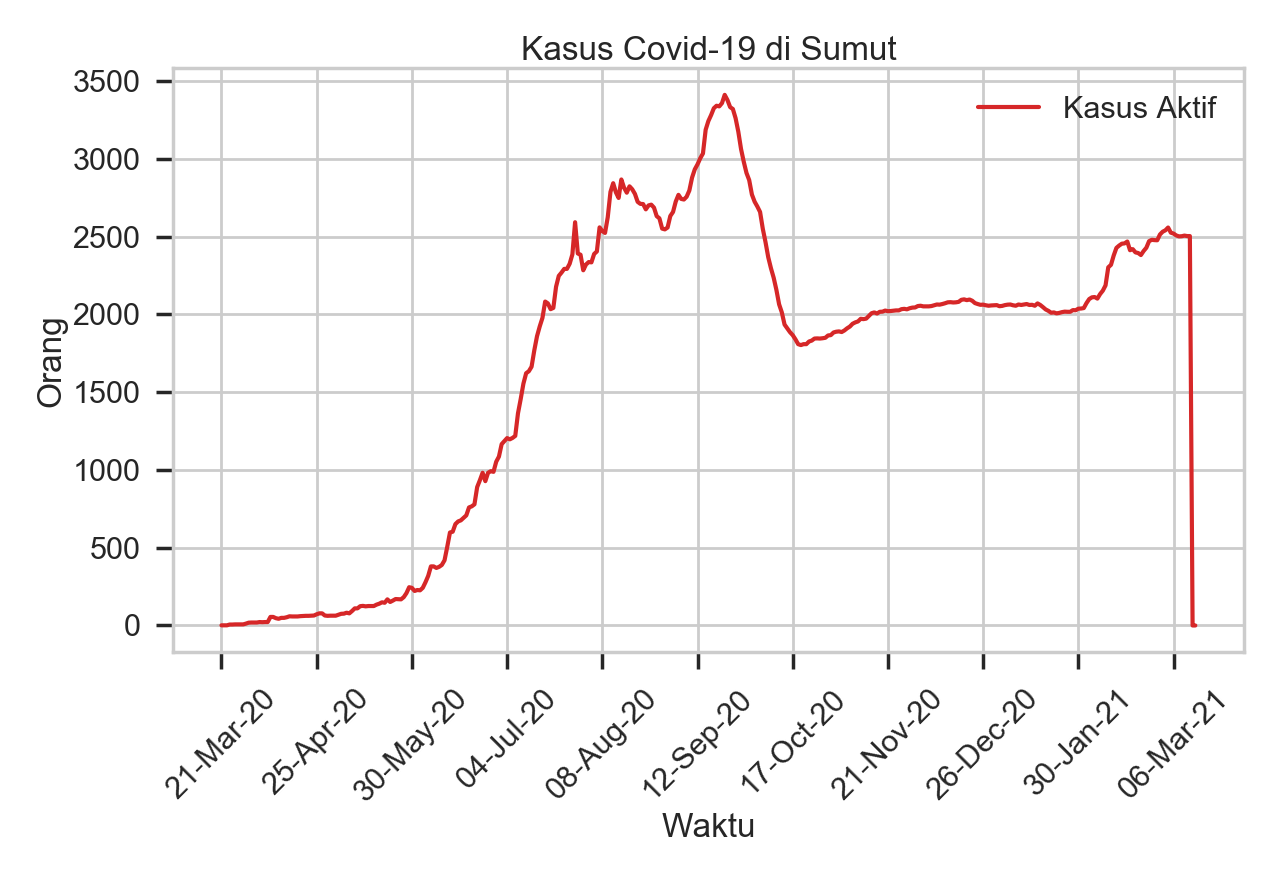 Kasus Covid-19 di Sumut
Kasus Aktif
3500
3000
2500
2000
1500
1000
500
0
Orang
21-Mar-20
25-Apr-20
30-May-20
04-Jul-20
08-Aug-20
12-Sep-20
17-Oct-20
21-Nov-20
26-Dec-20
30-Jan-21
06-Mar-21
Waktu